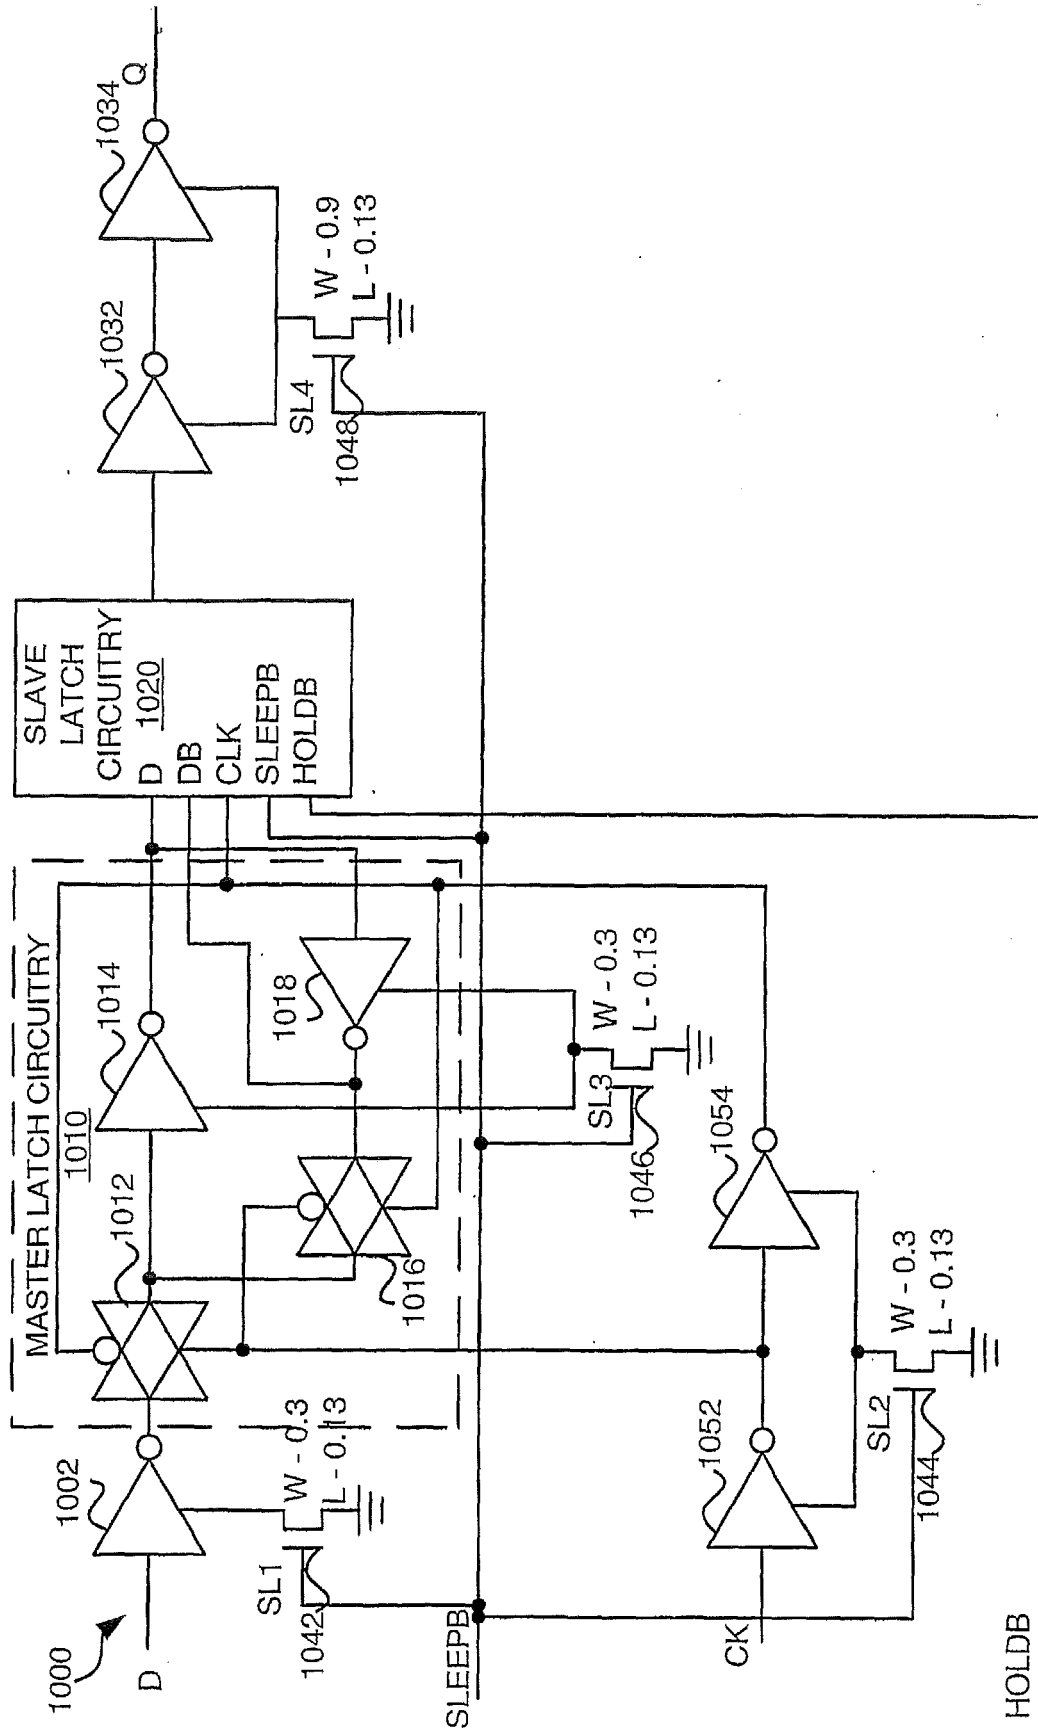 1000
D
1002
SL1
1042
W - 0.3
L - 0.13
MASTER LATCH CIRCUITRY
1010
1012
1014
1016
1018
SLAVE
LATCH
CIRCUITRY
1020
D
DB
CLK
SLEEPB
HOLDB
1032
1034
Q
SL4
1048
W - 0.9
L - 0.13
SLEEPB
SL3
1046
W - 0.3
L - 0.13
CK
1052
1054
SL2
1044
W - 0.3
L - 0.13
HOLDB